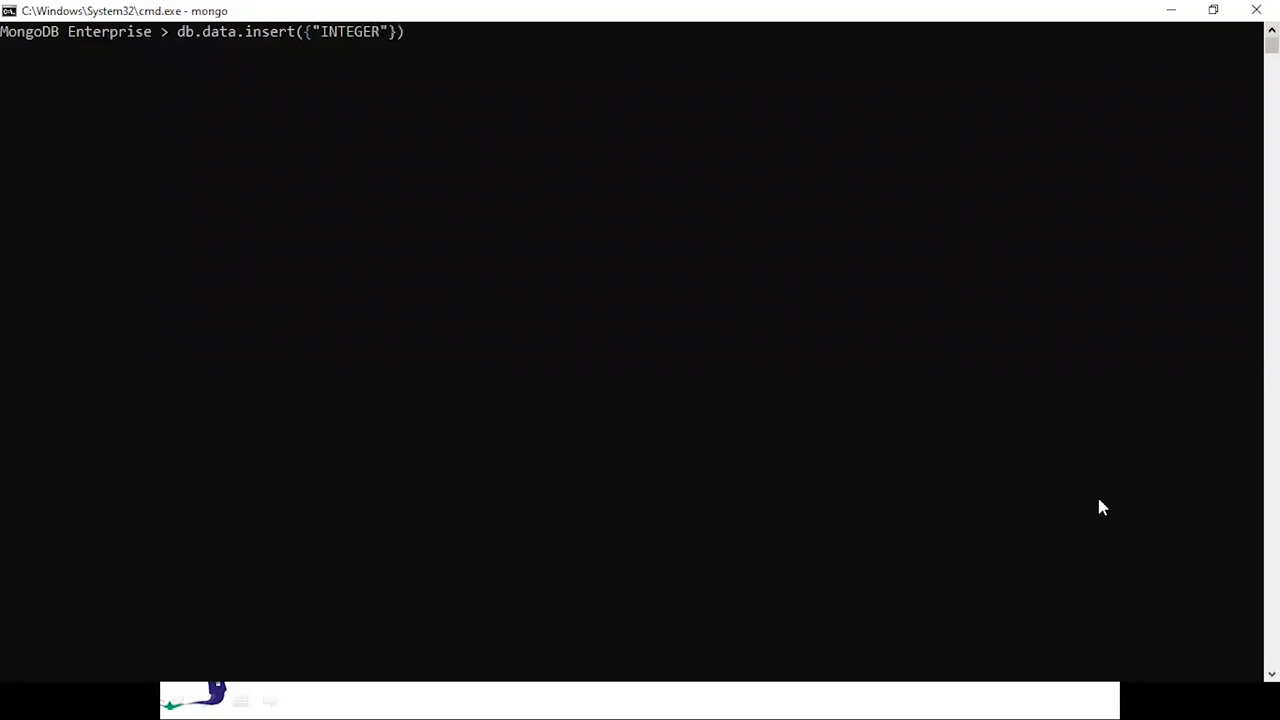 C:\Windows\System32\cmd.exe - mongo
MongoDB Enterprise > db.data.insert({"INTEGER"})